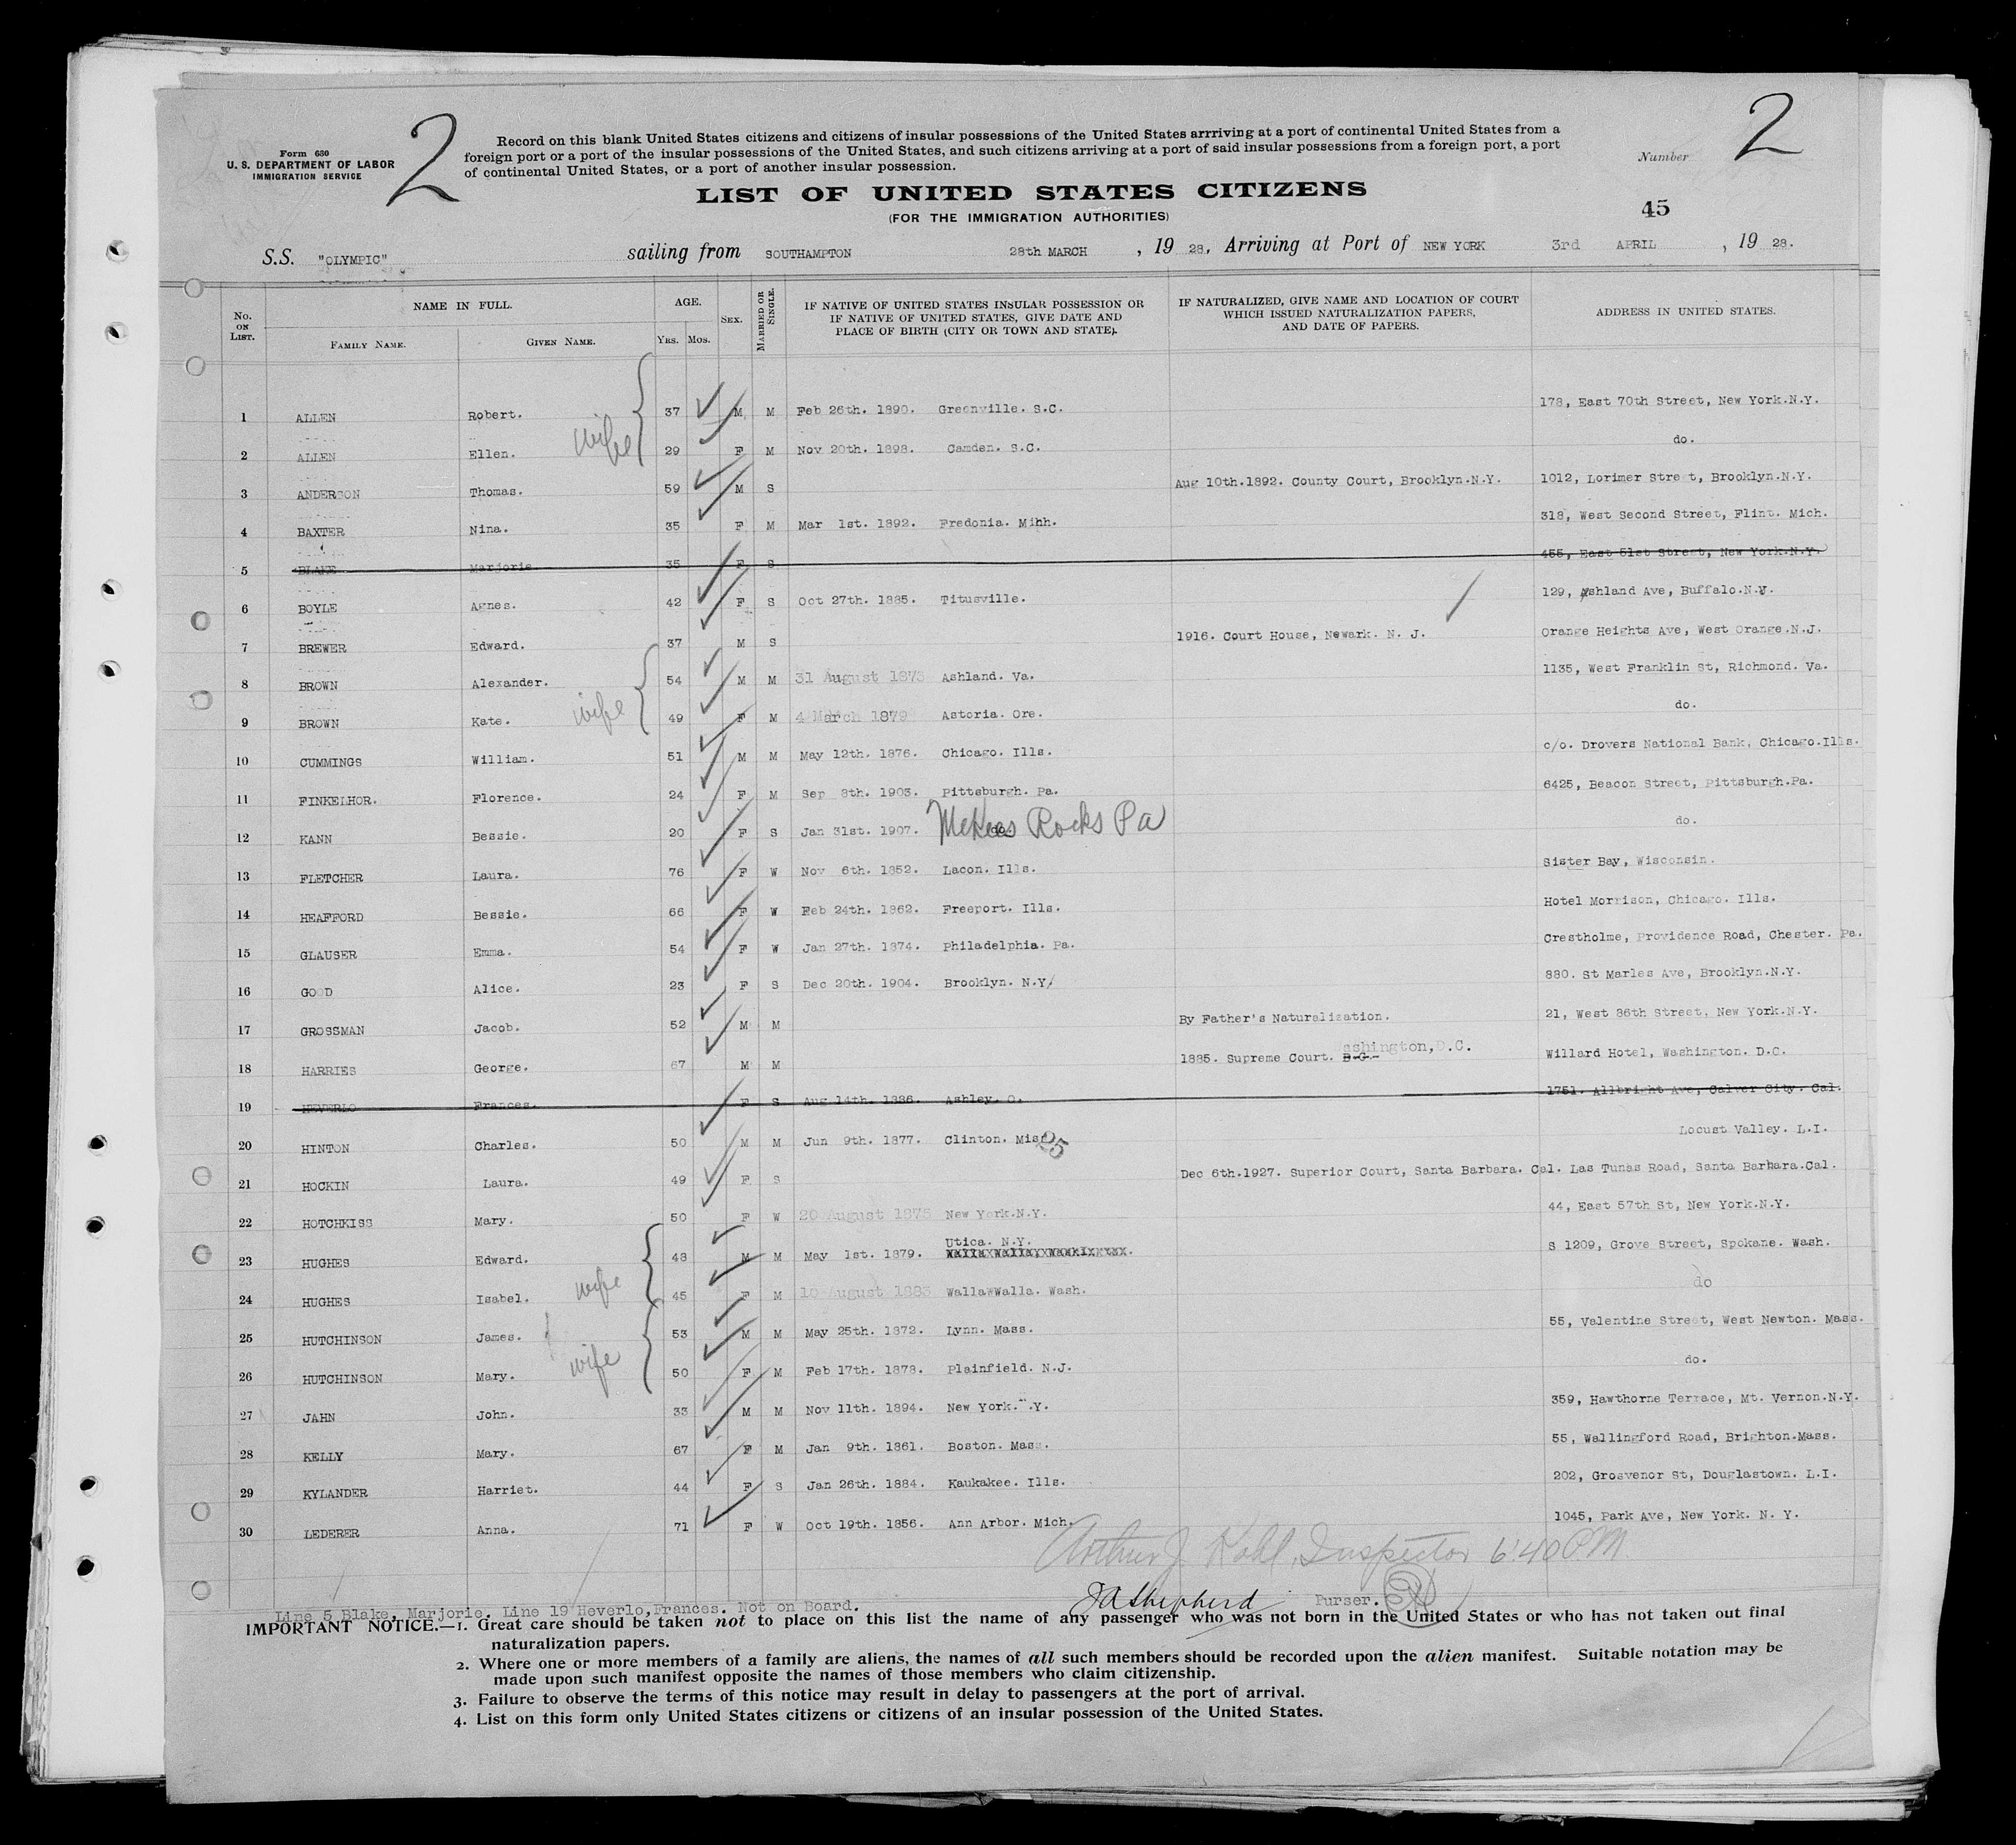 2
2
Form 630
U. S. DEPARTMENT OF LABOR
IMMIGRATION SERVICE
Record on this blank United States citizens and citizens of insular possessions of the United States arrriving at a port of continental United States from a
foreign port or a port of the insular possessions of the United States, and such citizens arriving at a port of said insular possessions from a foreign port, a port
of continental United States, or a port of another insular possession.
Number
LIST OF UNITED STATES CITIZENS
(FOR THE IMMIGRATION AUTHORITIES)
45
S.S. "OLYMPIC" sailing from SOUTHAMPTON 28th MARCH , 19 28. Arriving at Port of NEW YORK 3rd APRIL , 19 28.
No. ON LIST. NAME IN FULL. FAMILY NAME. GIVEN NAME. AGE. YRS. MOS. SEX. MARRIED OR SINGLE. IF NATIVE OF UNITED STATES INSULAR POSSESSION OR IF NATIVE OF UNITED STATES, GIVE DATE AND PLACE OF BIRTH (CITY OR TOWN AND STATE). IF NATURALIZED, GIVE NAME AND LOCATION OF COURT WHICH ISSUED NATURALIZATION PAPERS, AND DATE OF PAPERS. ADDRESS IN UNITED STATES.
1 ALLEN Robert. 37 M M Feb 26th. 1890. Greenville. S.C. 178, East 70th Street, New York.N.Y.
2 ALLEN Ellen. wife 29 F M Nov 20th. 1898. Camden. S.C. do.
3 ANDERSON Thomas. 59 M S Aug 10th.1892. County Court, Brooklyn.N.Y. 1012, Lorimer Street, Brooklyn.N.Y.
4 BAXTER Nina. 35 F M Mar 1st. 1892. Fredonia. Mihh. 318, West Second Street, Flint. Mich.
5 BLAKE Marjorie 35 F S 455, East 51st Street, New York.N.Y.
6 BOYLE Agnes. 42 F S Oct 27th. 1885. Titusville. 129, Ashland Ave, Buffalo.N.Y.
7 BREWER Edward. 37 M S 1916. Court House, Newark. N. J. Orange Heights Ave, West Orange.N.J.
8 BROWN Alexander. 54 M M 31 August 1873 Ashland. Va. 1135, West Franklin St, Richmond. Va.
9 BROWN Kate. wife 49 F M 4 March 1879 Astoria. Ore. do.
10 CUMMINGS William. 51 M M May 12th. 1876. Chicago. Ills. c/o. Drovers National Bank, Chicago.Ills.
11 FINKELHOR. Florence. 24 F M Sep 8th. 1903. Pittsburgh. Pa. 6425, Beacon Street, Pittsburgh.Pa.
12 KANN Bessie. 20 F S Jan 31st. 1907. McKees Rocks Pa do.
13 FLETCHER Laura. 76 F W Nov 6th. 1852. Lacon. Ills. Sister Bay, Wisconsin.
14 HEAFFORD Bessie. 66 F W Feb 24th. 1862. Freeport. Ills. Hotel Morrison, Chicago. Ills.
15 GLAUSER Emma. 54 F W Jan 27th. 1874. Philadelphia. Pa. Crestholme, Providence Road, Chester. Pa.
16 GOOD Alice. 23 F S Dec 20th. 1904. Brooklyn. N.Y/ 880. St Marles Ave, Brooklyn.N.Y.
17 GROSSMAN Jacob. 52 M M By Father's Naturalization. 21, West 86th Street, New York.N.Y.
18 HARRIES George. 67 M M 1885. Supreme Court. D.C. Washington, D.C. Willard Hotel, Washington. D.C.
19 HEVERLO Frances. F S Aug 14th. 1886. Ashley. O. 1751. Allbright Ave, Calver City. Cal.
20 HINTON Charles. 50 M M Jun 9th. 1877. Clinton. Miss 25 Locust Valley. L.I.
21 HOCKIN Laura. 49 F S Dec 6th.1927. Superior Court, Santa Barbara. Cal. Las Tunas Road, Santa Barbara.Cal.
22 HOTCHKISS Mary. 50 F W 20 August 1878 New York.N.Y. 44, East 57th St, New York.N.Y.
23 HUGHES Edward. 48 M M May 1st. 1879. Utica. N.Y. S 1209, Grove Street, Spokane. Wash.
24 HUGHES Isabel. wife 45 F M 10 August 1883 WallaWWalla. Wash. do
25 HUTCHINSON James. 53 M M May 25th. 1872. Lynn. Mass. 55, Valentine Street, West Newton. Mass.
26 HUTCHINSON Mary. wife 50 F M Feb 17th. 1878. Plainfield. N.J. do.
27 JAHN John. 33 M M Nov 11th. 1894. New York. .Y. 359, Hawthorne Terrace, Mt. Vernon.N.Y.
28 KELLY Mary. 67 F M Jan 9th. 1861. Boston. Mass. 55, Wallingford Road, Brighton.Mass.
29 KYLANDER Harriet. 44 F S Jan 26th. 1884. Kaukakee. Ills. 202, Grosvenor St, Douglastown. L.I.
30 LEDERER Anna. 71 F W Oct 19th. 1856. Ann Arbor. Mich. 1045, Park Ave, New York. N. Y.
Arthur J. Kohl, Inspector 6:40 P.M.
JA Shepherd Purser.
Line 5 Blake, Marjorie. Line 19 Heverlo,Frances. Not on Board.
IMPORTANT NOTICE.—1. Great care should be taken not to place on this list the name of any passenger who was not born in the United States or who has not taken out final
naturalization papers.
2. Where one or more members of a family are aliens, the names of all such members should be recorded upon the alien manifest. Suitable notation may be
made upon such manifest opposite the names of those members who claim citizenship.
3. Failure to observe the terms of this notice may result in delay to passengers at the port of arrival.
4. List on this form only United States citizens or citizens of an insular possession of the United States.